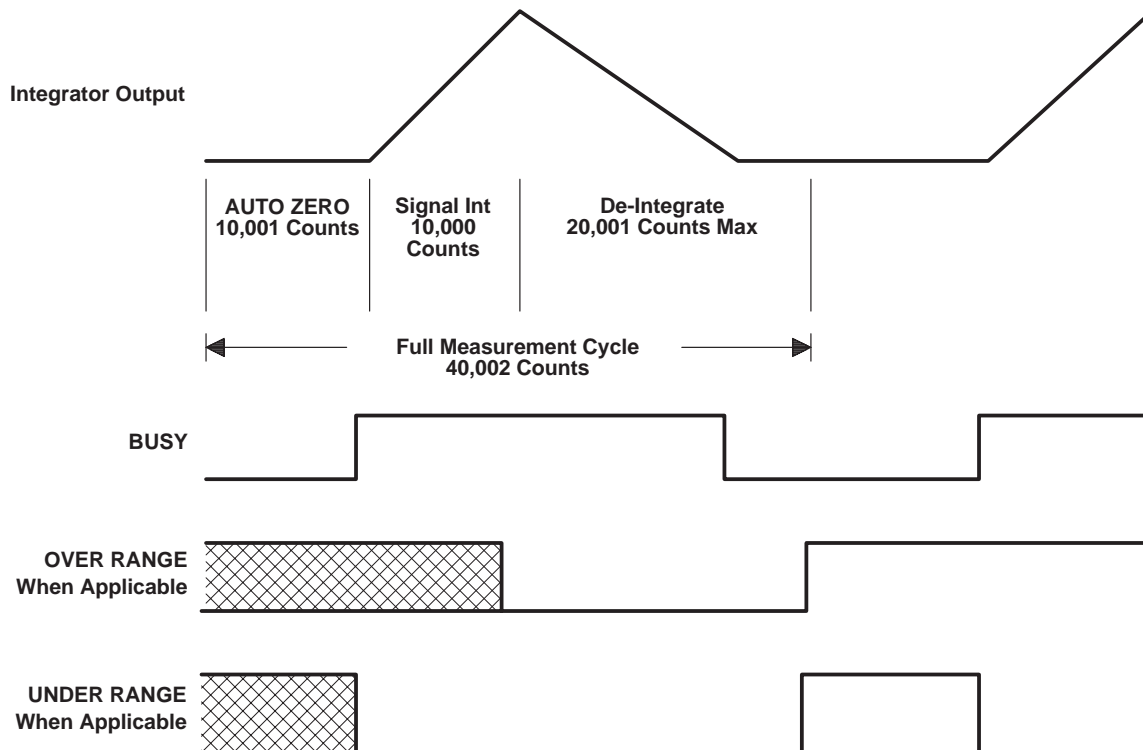 Integrator Output
AUTO ZERO
10,001 Counts
Signal Int
10,000
Counts
De-Integrate
20,001 Counts Max
Full Measurement Cycle
40,002 Counts
BUSY
OVER RANGE
When Applicable
UNDER RANGE
When Applicable